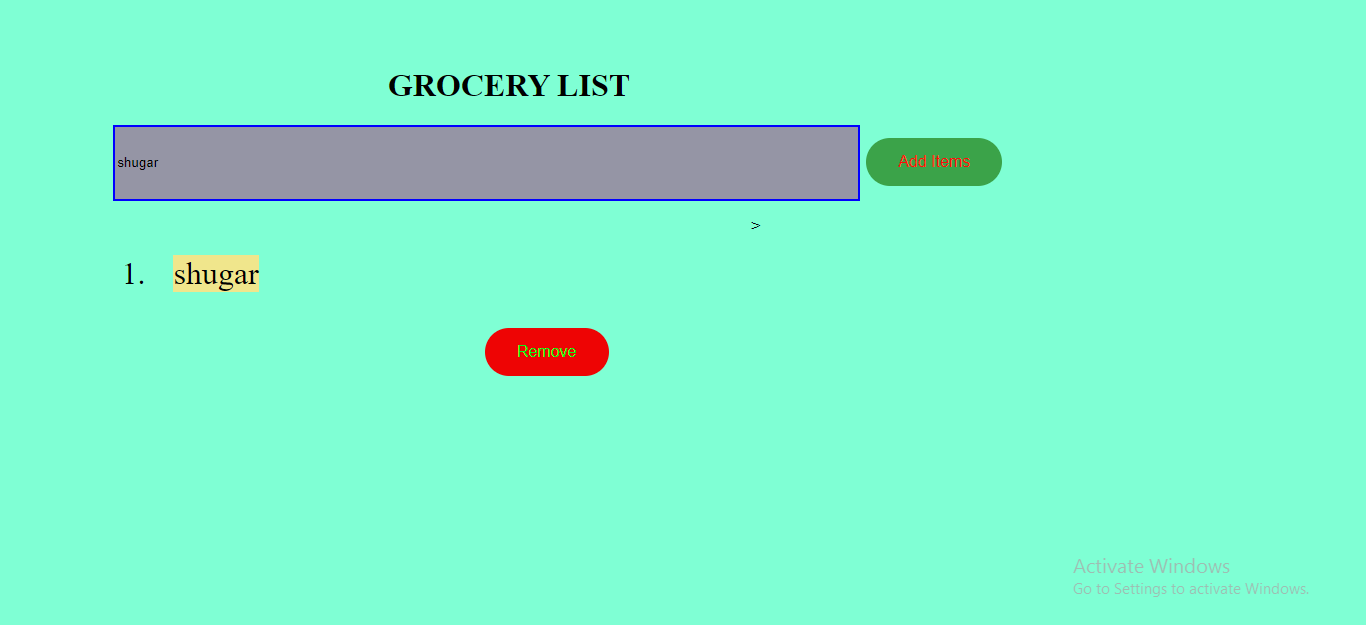 GROCERY LIST
shugar
Add Items
>
1. shugar
Remove
Activate Windows
Go to Settings to activate Windows.